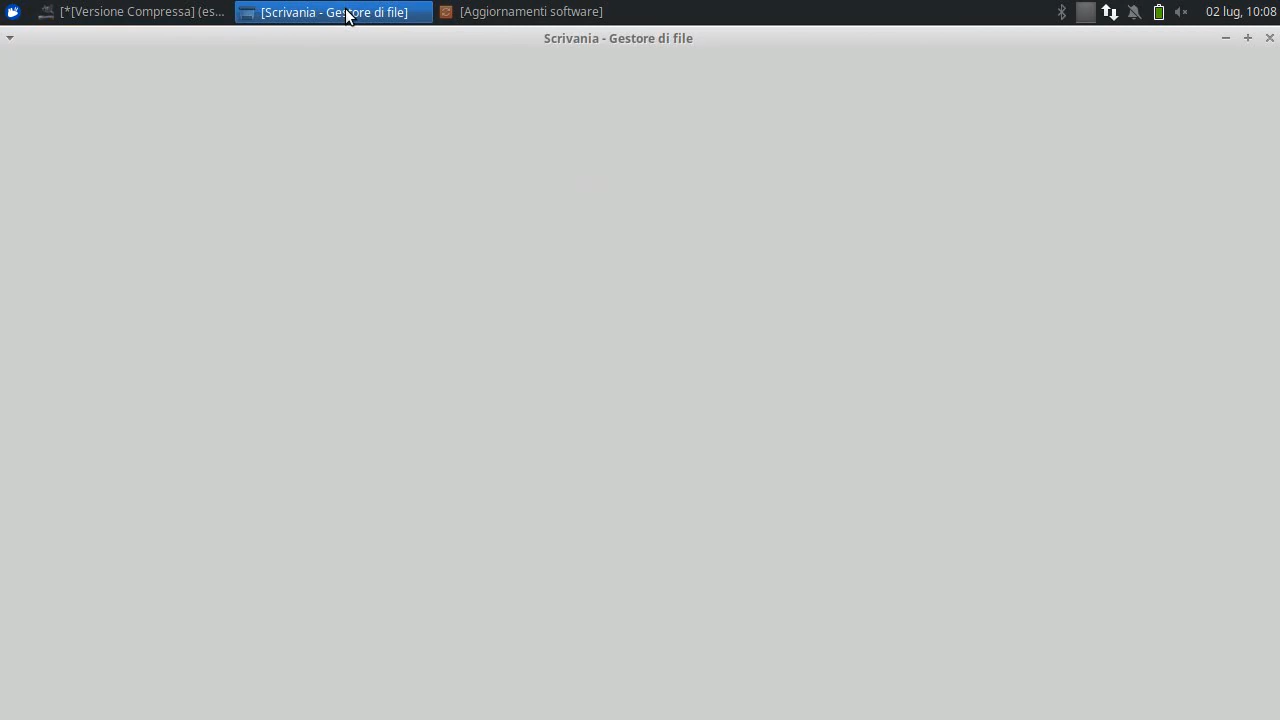 [*[Versione Compressa] (es... [Scrivania - Gestore di file] [Aggiornamenti software] 02 lug, 10:08
Scrivania - Gestore di file